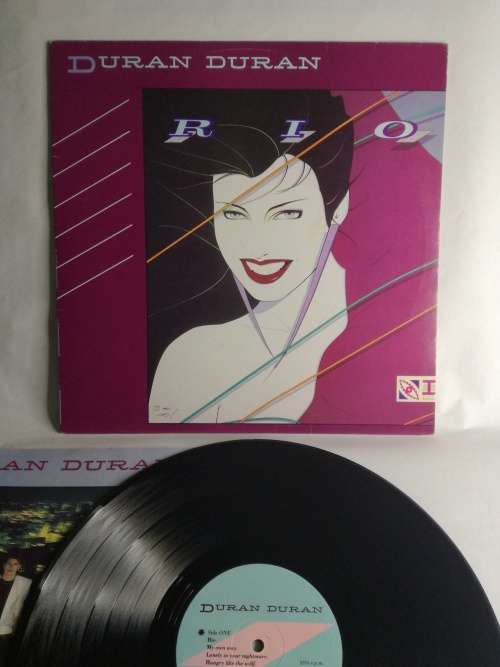 DURAN DURAN
RIO
AN DURAN
DURAN DURAN
Side ONE
Rio.
My own way.
Lonely in your nightmare.
Hungry like the wolf.